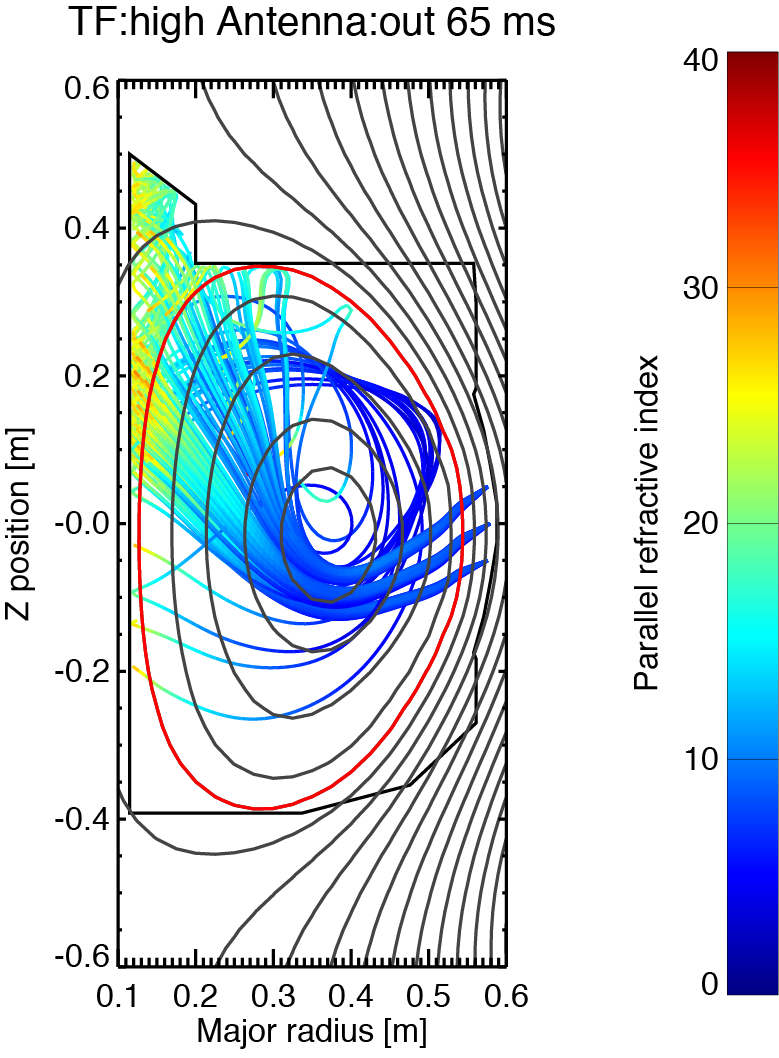 TF:high Antenna:out 65 ms
0.6
0.4
0.2
-0.0
-0.2
-0.4
-0.6
Z position [m]
0.1 0.2 0.3 0.4 0.5 0.6
Major radius [m]
40
30
20
10
0
Parallel refractive index